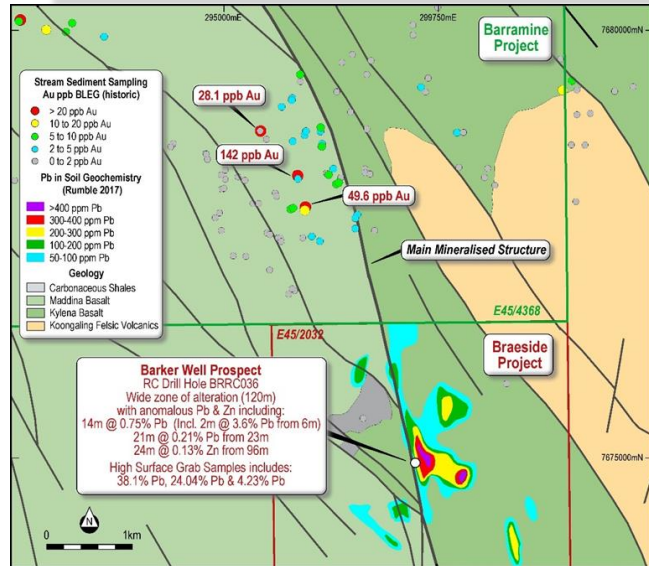 295000mE
299750mE
7680000mN
Barramine
Project
Stream Sediment Sampling
Au ppb BLEG (historic)
> 20 ppb Au
10 to 20 ppb Au
5 to 10 ppb Au
2 to 5 ppb Au
0 to 2 ppb Au
Pb in Soil Geochemistry
(Rumble 2017)
>400 ppm Pb
300-400 ppm Pb
200-300 ppm Pb
100-200 ppm Pb
50-100 ppm Pb
Geology
Carbonaceous Shales
Maddina Basalt
Kylena Basalt
Koongaling Felsic Volcanics
28.1 ppb Au
142 ppb Au
49.6 ppb Au
Main Mineralised Structure
E45/4368
E45/2032
Braeside
Project
Barker Well Prospect
RC Drill Hole BRRC036
Wide zone of alteration (120m)
with anomalous Pb & Zn including:
14m @ 0.75% Pb (Incl. 2m @ 3.6% Pb from 6m)
21m @ 0.21% Pb from 23m
24m @ 0.13% Zn from 96m
High Surface Grab Samples includes:
38.1% Pb, 24.04% Pb & 4.23% Pb
7675000mN
N
0 1km